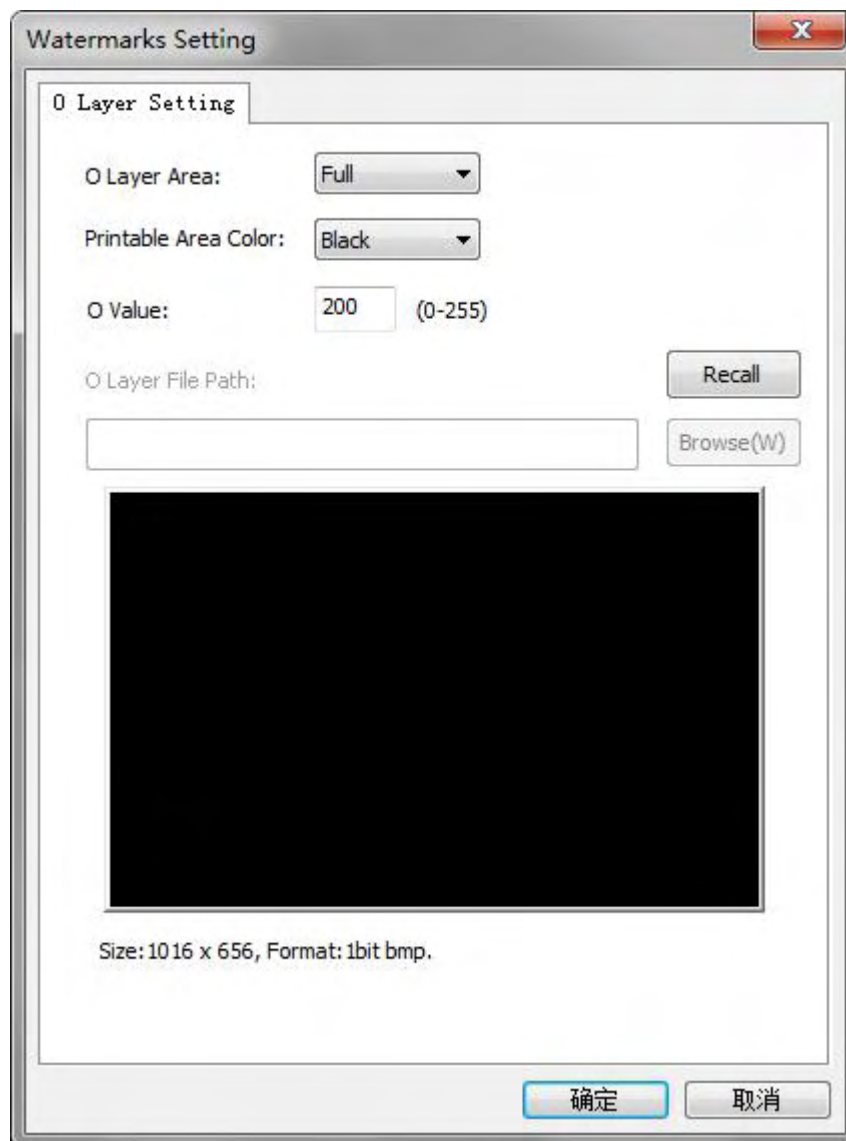 Watermarks Setting
O Layer Setting
O Layer Area: Full
Printable Area Color: Black
O Value: 200 (0-255)
O Layer File Path: Recall
Browse(W)
Size:1016 x 656, Format:1bit bmp.
确定 取消